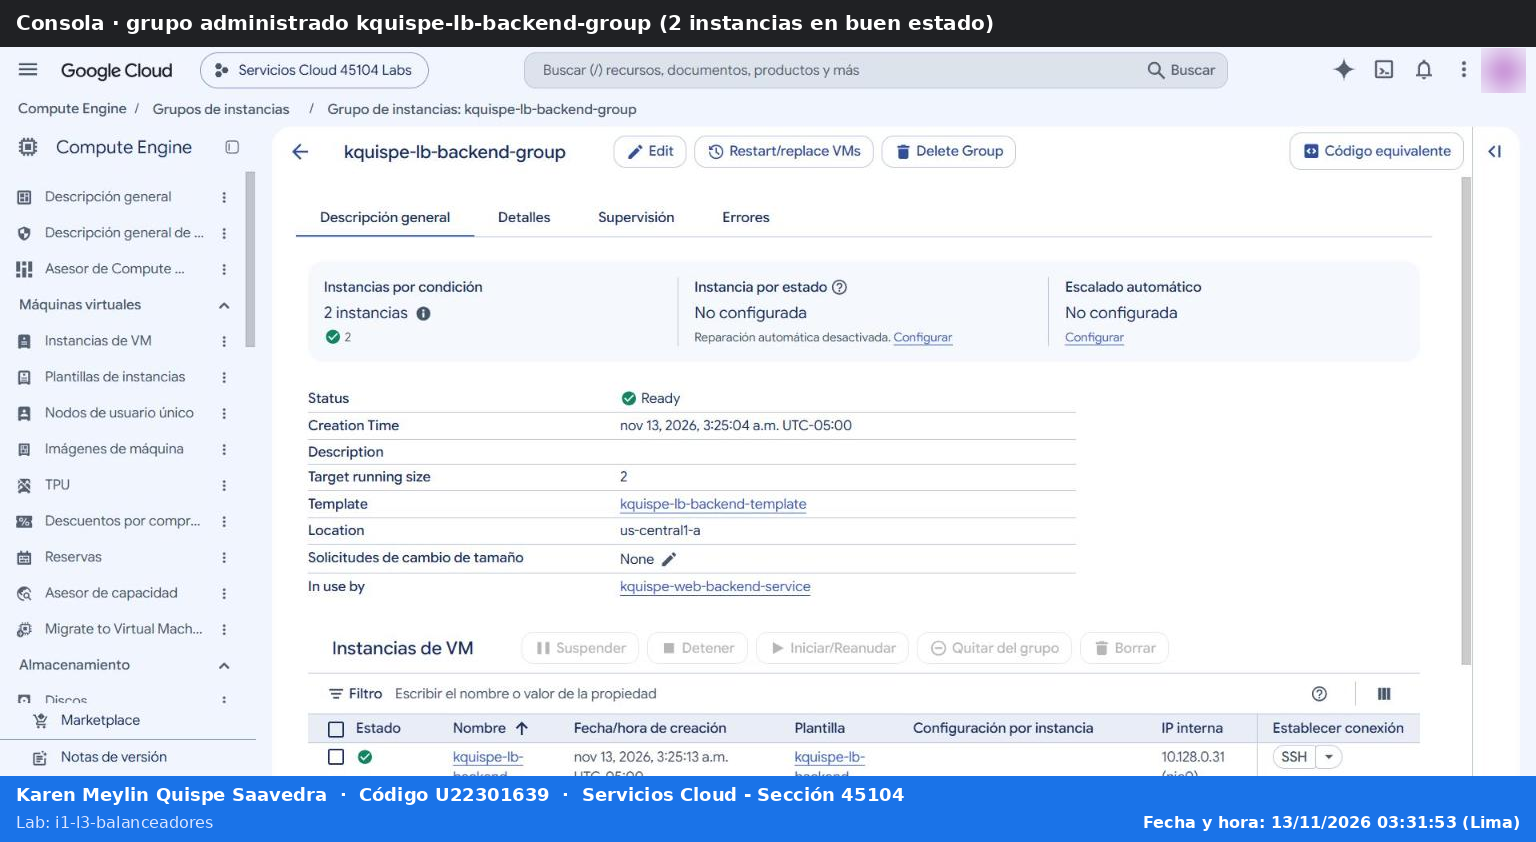 Consola · grupo administrado kquispe-lb-backend-group (2 instancias en buen estado)
Google Cloud
Servicios Cloud 45104 Labs
Buscar (/) recursos, documentos, productos y más
Buscar
Compute Engine / Grupos de instancias / Grupo de instancias: kquispe-lb-backend-group
Compute Engine
Descripción general
Descripción general de ...
Asesor de Compute ...
Máquinas virtuales
Instancias de VM
Plantillas de instancias
Nodos de usuario único
Imágenes de máquina
TPU
Descuentos por compr...
Reservas
Asesor de capacidad
Migrate to Virtual Mach...
Almacenamiento
Discos
Marketplace
Notas de versión
kquispe-lb-backend-group
Edit
Restart/replace VMs
Delete Group
Código equivalente
Descripción general
Detalles
Supervisión
Errores
Instancias por condición
2 instancias
2
Instancia por estado
No configurada
Reparación automática desactivada. Configurar
Escalado automático
No configurada
Configurar
Status Ready
Creation Time nov 13, 2026, 3:25:04 a.m. UTC-05:00
Description
Target running size 2
Template kquispe-lb-backend-template
Location us-central1-a
Solicitudes de cambio de tamaño None
In use by kquispe-web-backend-service
Instancias de VM
Suspender
Detener
Iniciar/Reanudar
Quitar del grupo
Borrar
Filtro Escribir el nombre o valor de la propiedad
Estado Nombre Fecha/hora de creación Plantilla Configuración por instancia IP interna Establecer conexión
kquispe-lb- nov 13, 2026, 3:25:13 a.m. kquispe-lb- 10.128.0.31 SSH
backend- UTC-05:00 backend- (nic0)
Karen Meylin Quispe Saavedra · Código U22301639 · Servicios Cloud - Sección 45104
Lab: i1-l3-balanceadores
Fecha y hora: 13/11/2026 03:31:53 (Lima)